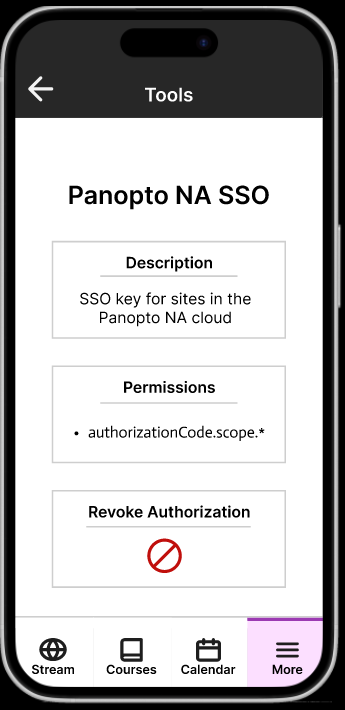 Tools
Panopto NA SSO
Description
SSO key for sites in the
Panopto NA cloud
Permissions
• authorizationCode.scope.*
Revoke Authorization
Stream Courses Calendar More